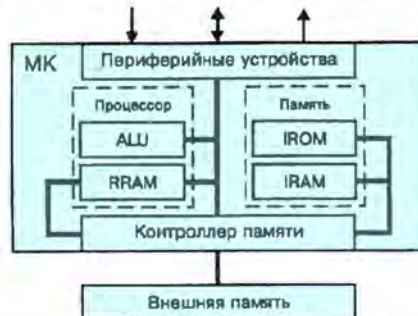 МК
Периферийные устройства
Процессор
ALU
RRAM
Память
IROM
IRAM
Контроллер памяти
Внешняя память